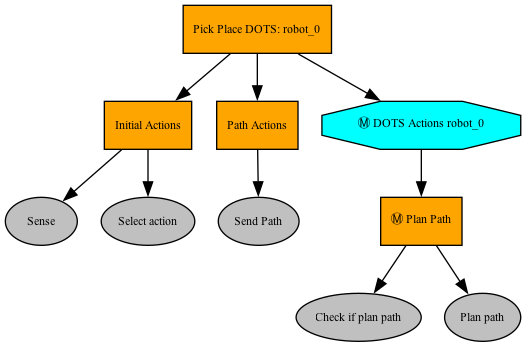 Pick Place DOTS: robot_0
Initial Actions
Path Actions
Ⓜ DOTS Actions robot_0
Sense
Select action
Send Path
Ⓜ Plan Path
Check if plan path
Plan path